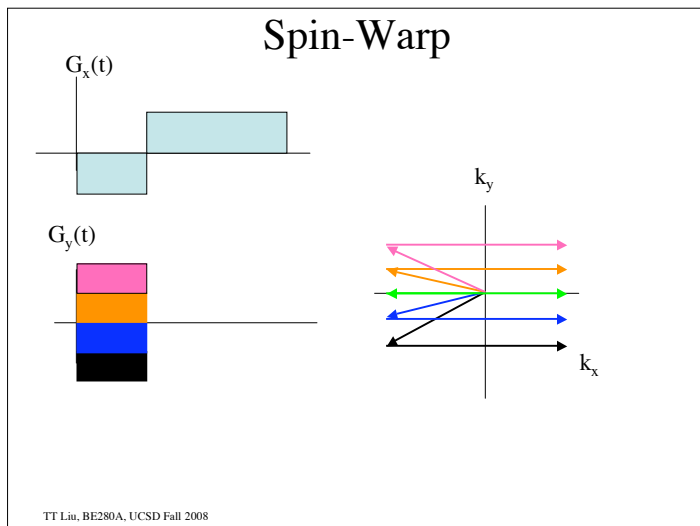 Spin-Warp
Gx(t)
Gy(t)
ky
kx
TT Liu, BE280A, UCSD Fall 2008